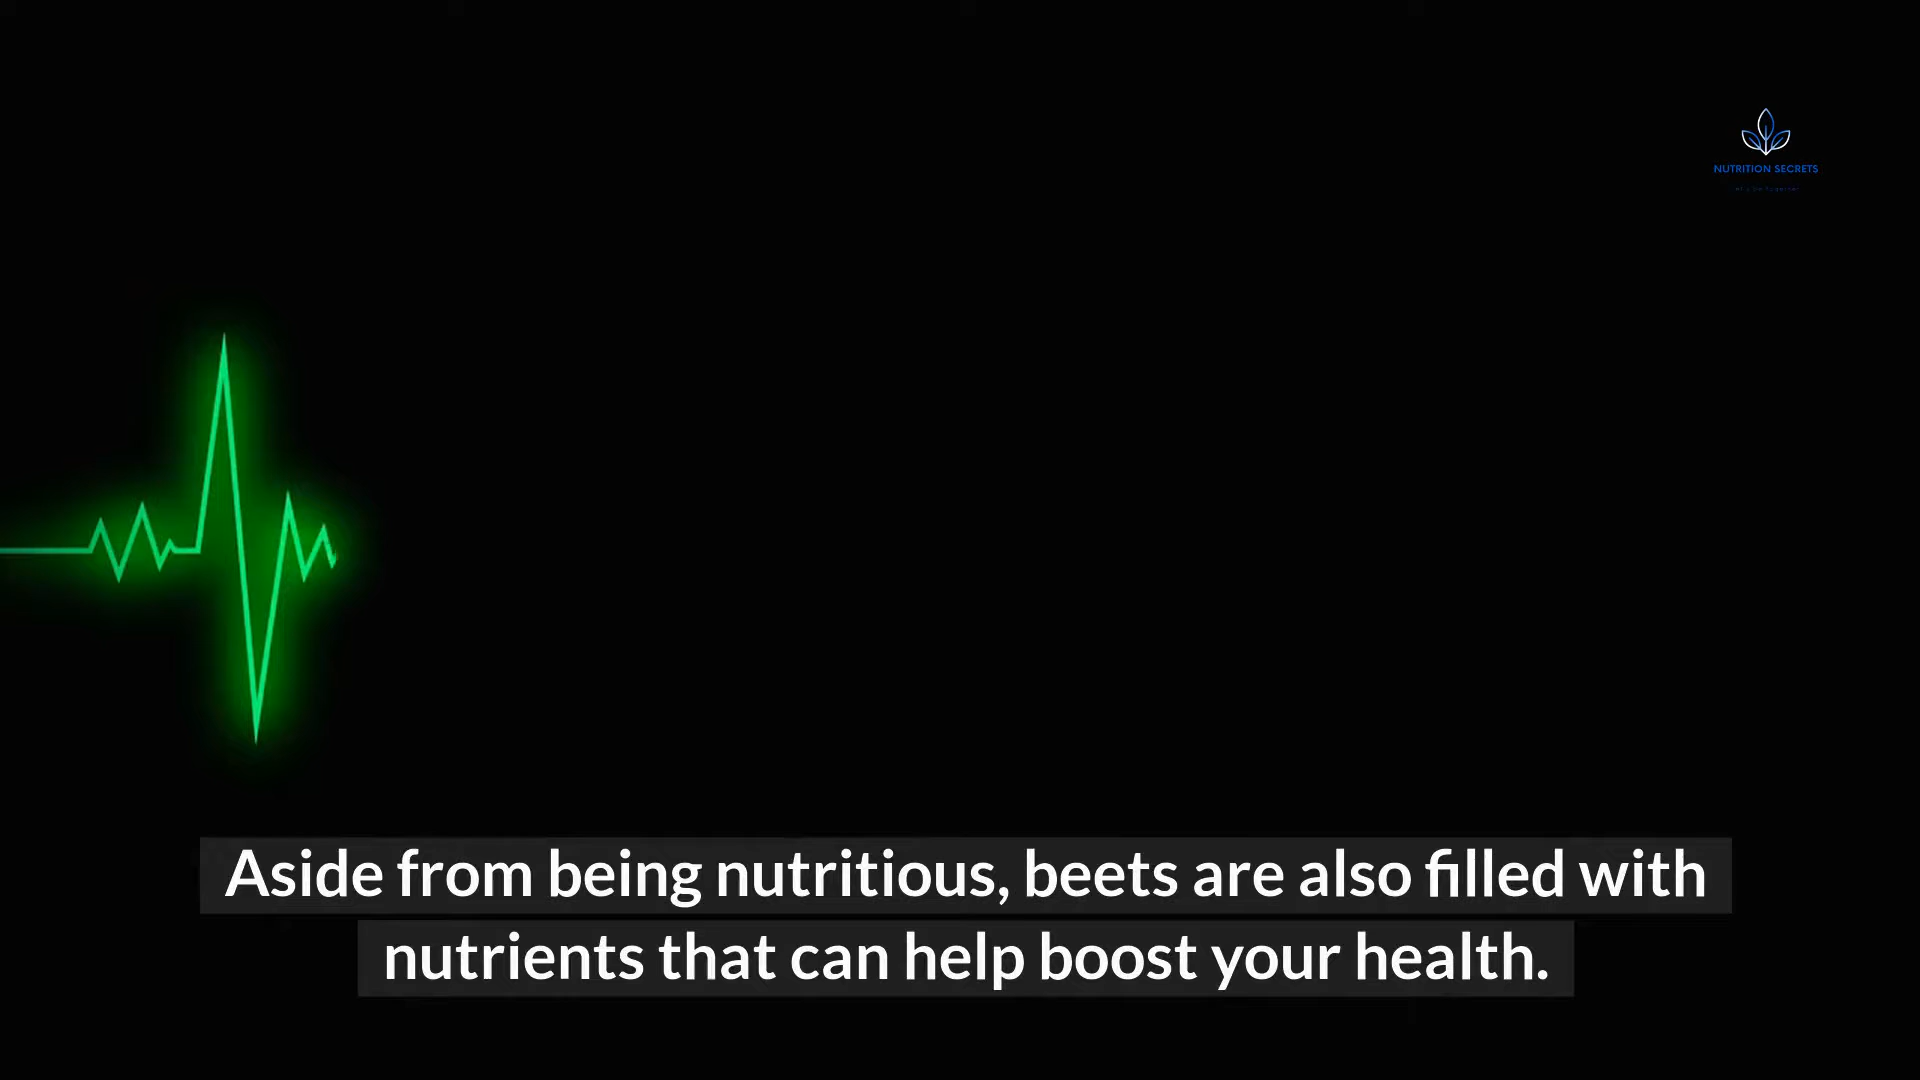 NUTRITION SECRETS
Aside from being nutritious, beets are also filled with
nutrients that can help boost your health.